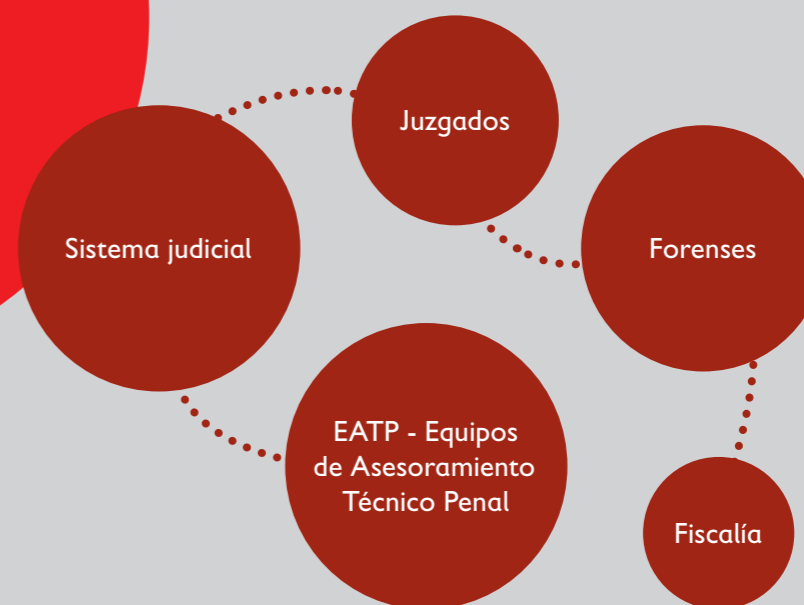 Juzgados
Sistema judicial
Forenses
EATP - Equipos
de Asesoramiento
Técnico Penal
Fiscalía